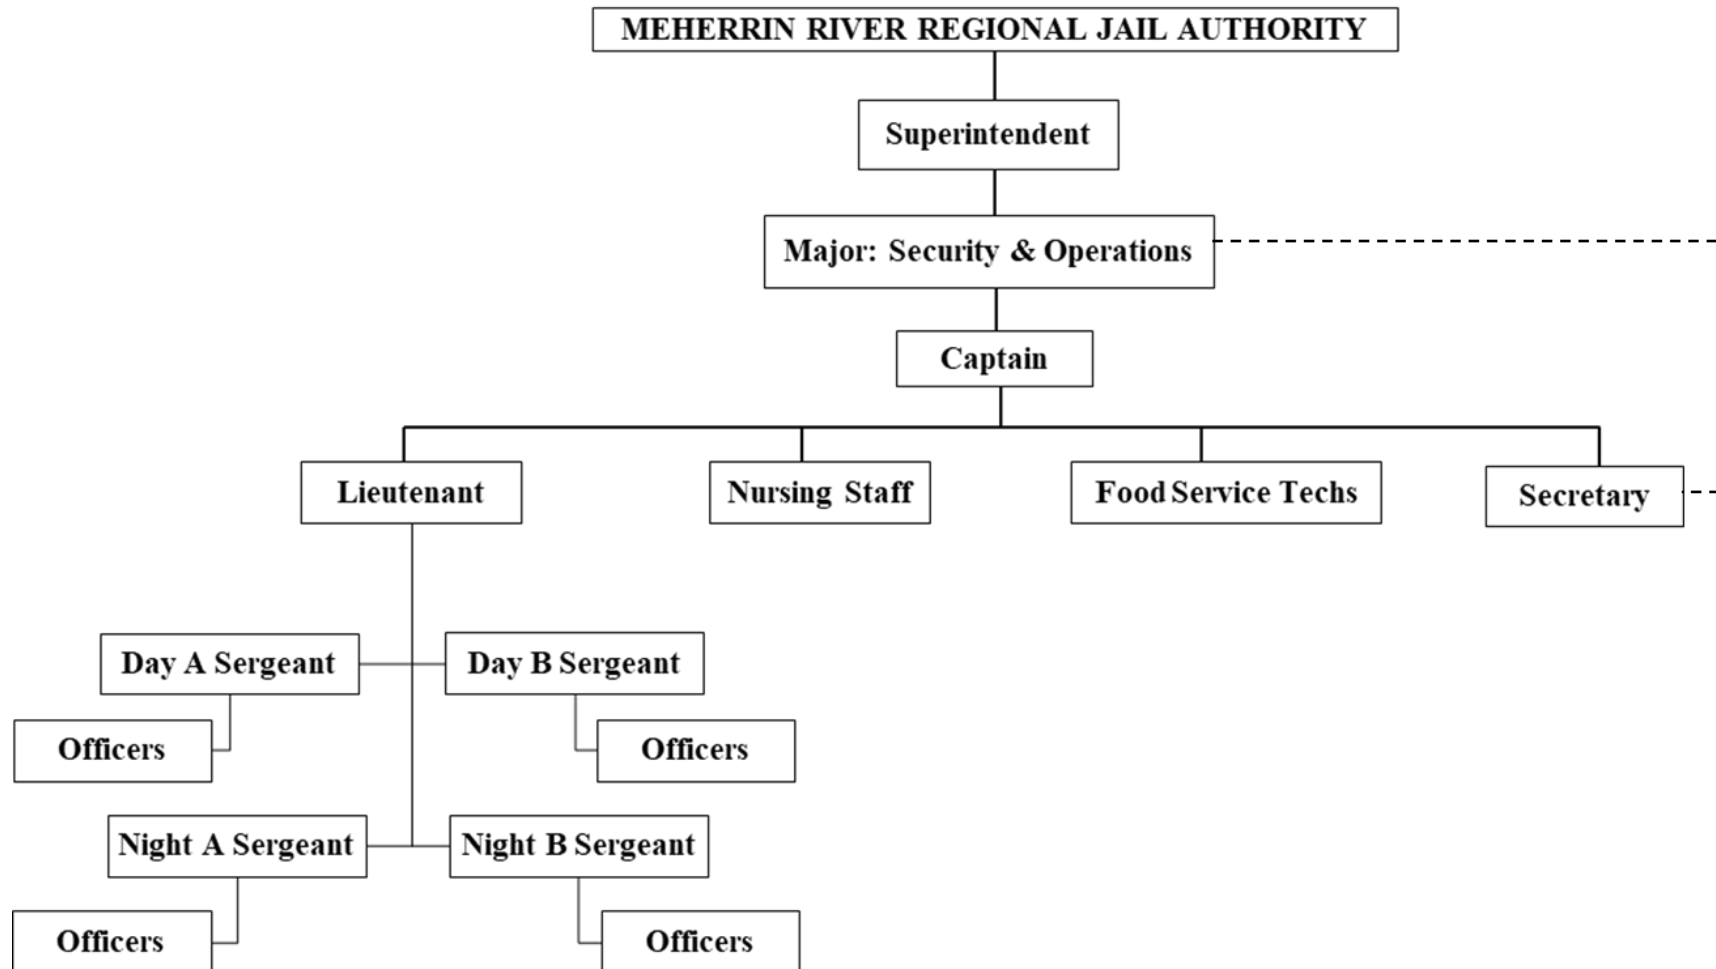 MEHERRIN RIVER REGIONAL JAIL AUTHORITY
Superintendent
Major: Security & Operations
Captain
Lieutenant
Nursing Staff
Food Service Techs
Secretary
Day A Sergeant
Day B Sergeant
Officers
Officers
Night A Sergeant
Night B Sergeant
Officers
Officers